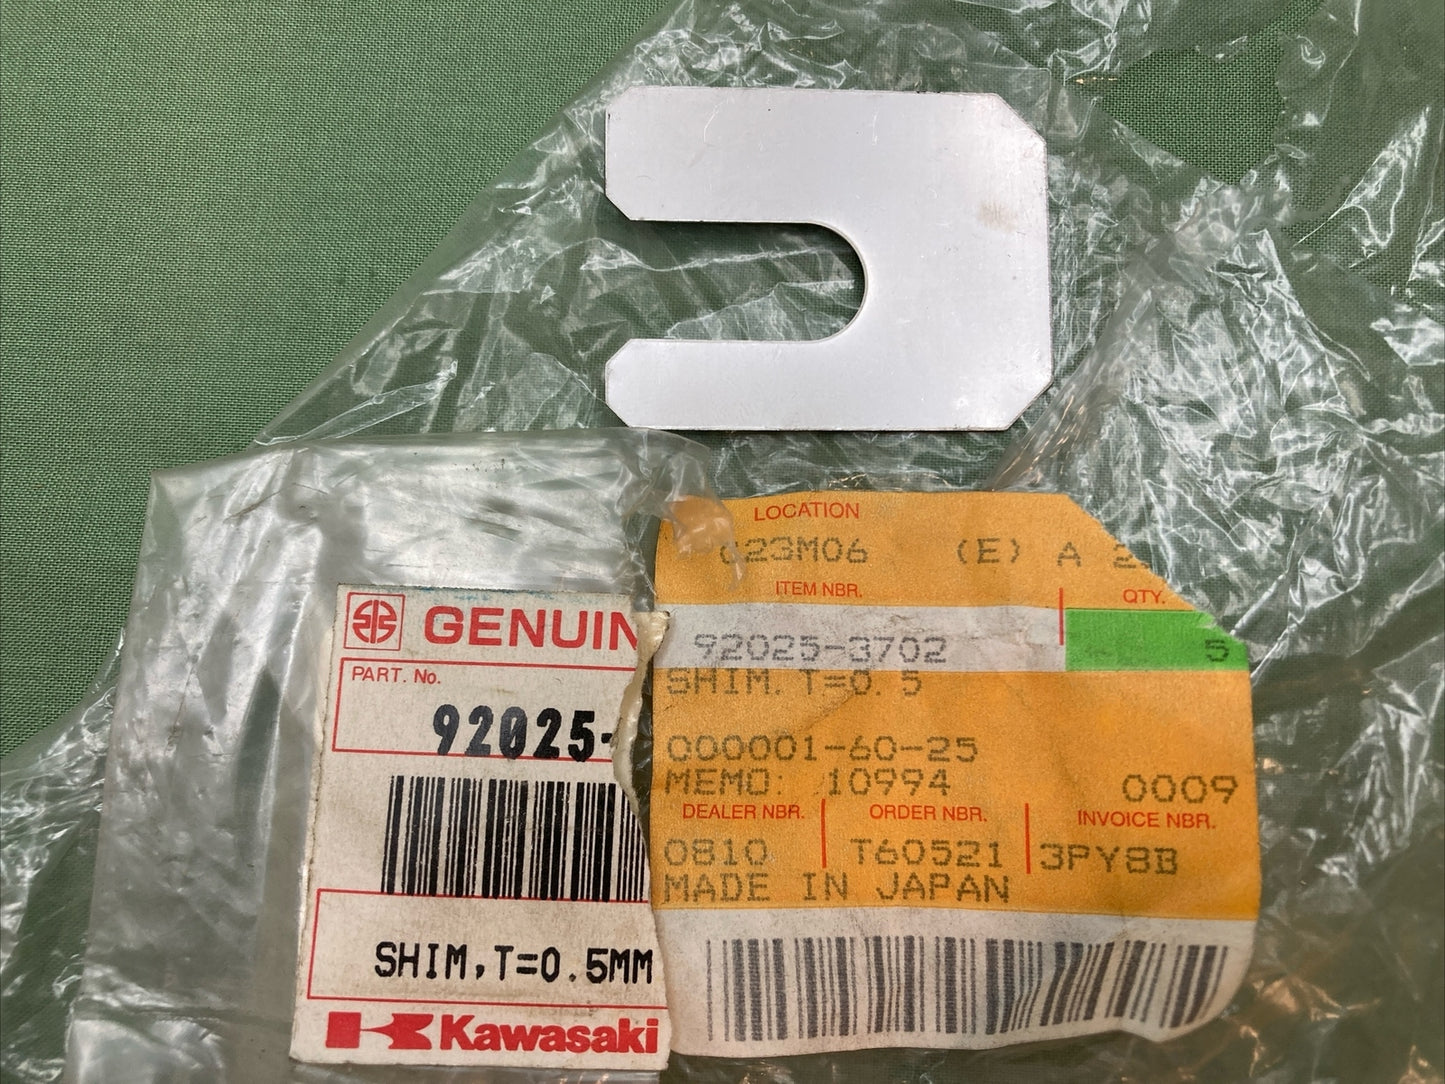 GENUIN
PART. No.
92025-
SHIM,T=0.5MM
Kawasaki
LOCATION
023M06 (E) A
ITEM NBR.
QTY.
92025-3702 5
SHIM. T=0.5
000001-60-25
MEMO: 10994 0009
DEALER NBR. ORDER NBR. INVOICE NBR.
0810 T60521 3PY8B
MADE IN JAPAN